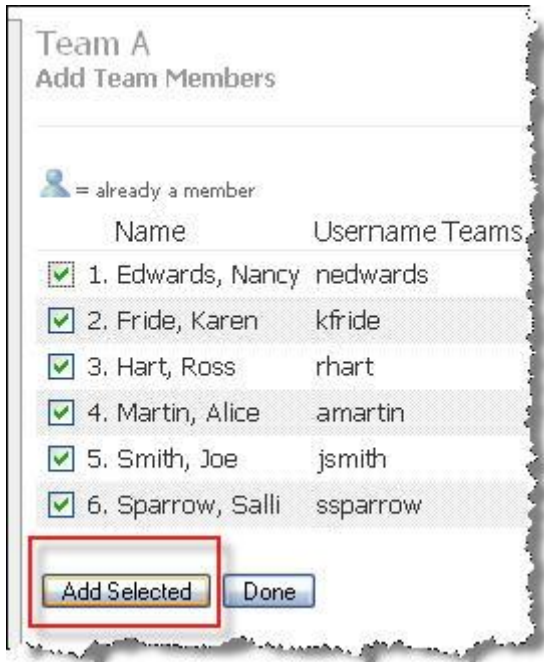 Team A
Add Team Members
= already a member
Name Username Teams
1. Edwards, Nancy nedwards
2. Fride, Karen kfride
3. Hart, Ross rhart
4. Martin, Alice amartin
5. Smith, Joe jsmith
6. Sparrow, Salli ssparrow
Add Selected Done